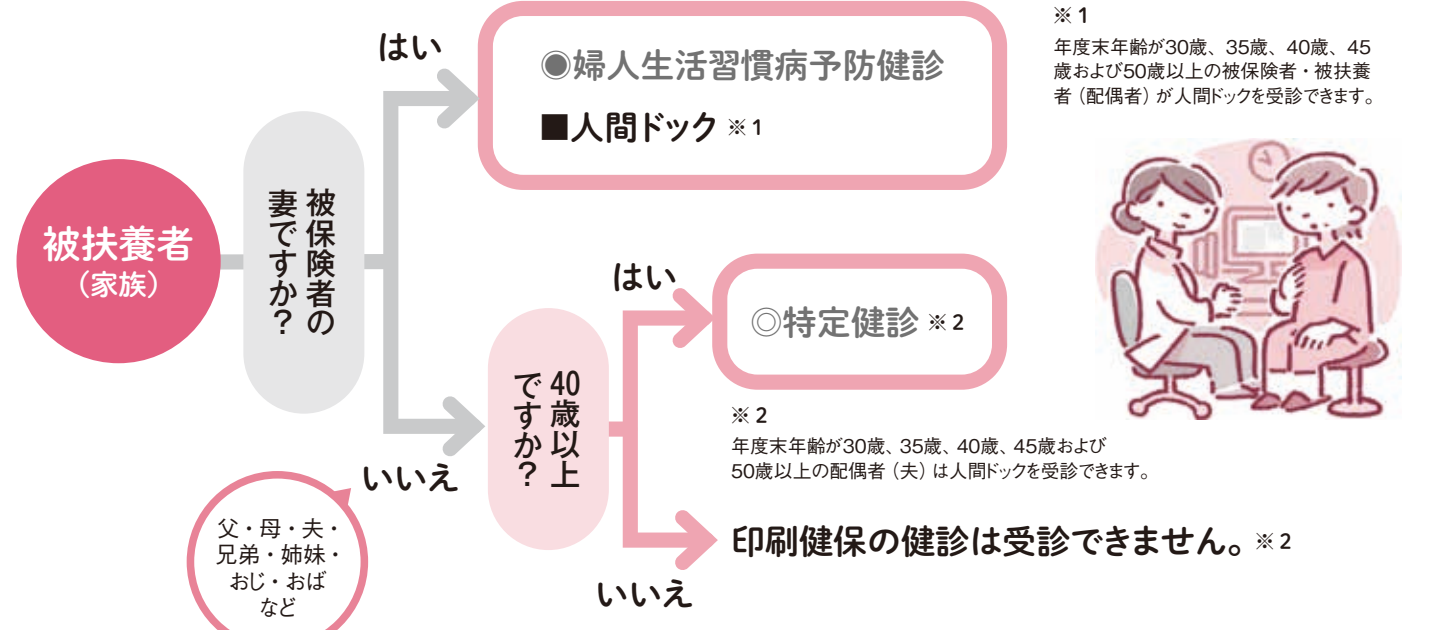 被扶養者
（家族）
被保険者の
妻ですか？
はい
◉婦人生活習慣病予防健診
■人間ドック ※1
※1
年度末年齢が30歳、35歳、40歳、45
歳および50歳以上の被保険者・被扶養
者（配偶者）が人間ドックを受診できます。
いいえ
父・母・夫・
兄弟・姉妹・
おじ・おば
など
40歳以上
ですか？
はい
◎特定健診 ※2
※2
年度末年齢が30歳、35歳、40歳、45歳および
50歳以上の配偶者（夫）は人間ドックを受診できます。
いいえ
印刷健保の健診は受診できません。※2